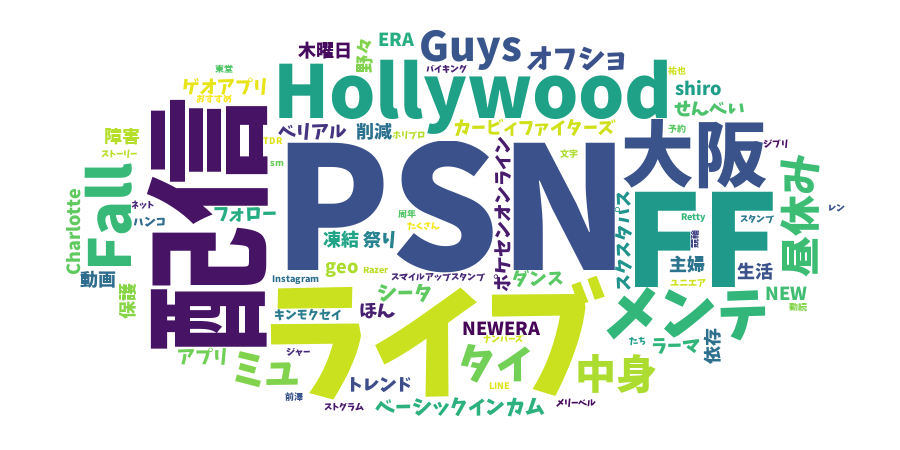 木曜日
野々
ERA
Guys
オフショ
東堂
ゲオアプリ
おすすめ
Hollywood
バイキング
祐也
shiro
せんべい
障害
ストーリー
配信
ベリアル
削減
ホリプロ
カービィファイターズ
予約
大阪
ジブリ
TDR
sm
PSN
ポケセンオンライン
文字
Fall
Charlotte
ネット
ハンコ
フォロー
周年
たくさん
凍結
祭り
スクスタパス
FF
Retty
スタンプ
競輪
昼休み
レン
動画
保護
Instagram
geo
Razer
スマイルアップスタンプ
ダンス
主婦
生活
ユニエア
NEW
動読
シータ
キンモクセイ
ほん
ライブ
NEWERA
ナンバーズ
メンテ
たち
ラーマ
依存
アプリ
ミュ
ジャー
トレンド
タイ
LINE
中身
前澤
ストグラム
ベーシックインカム
メリーベル